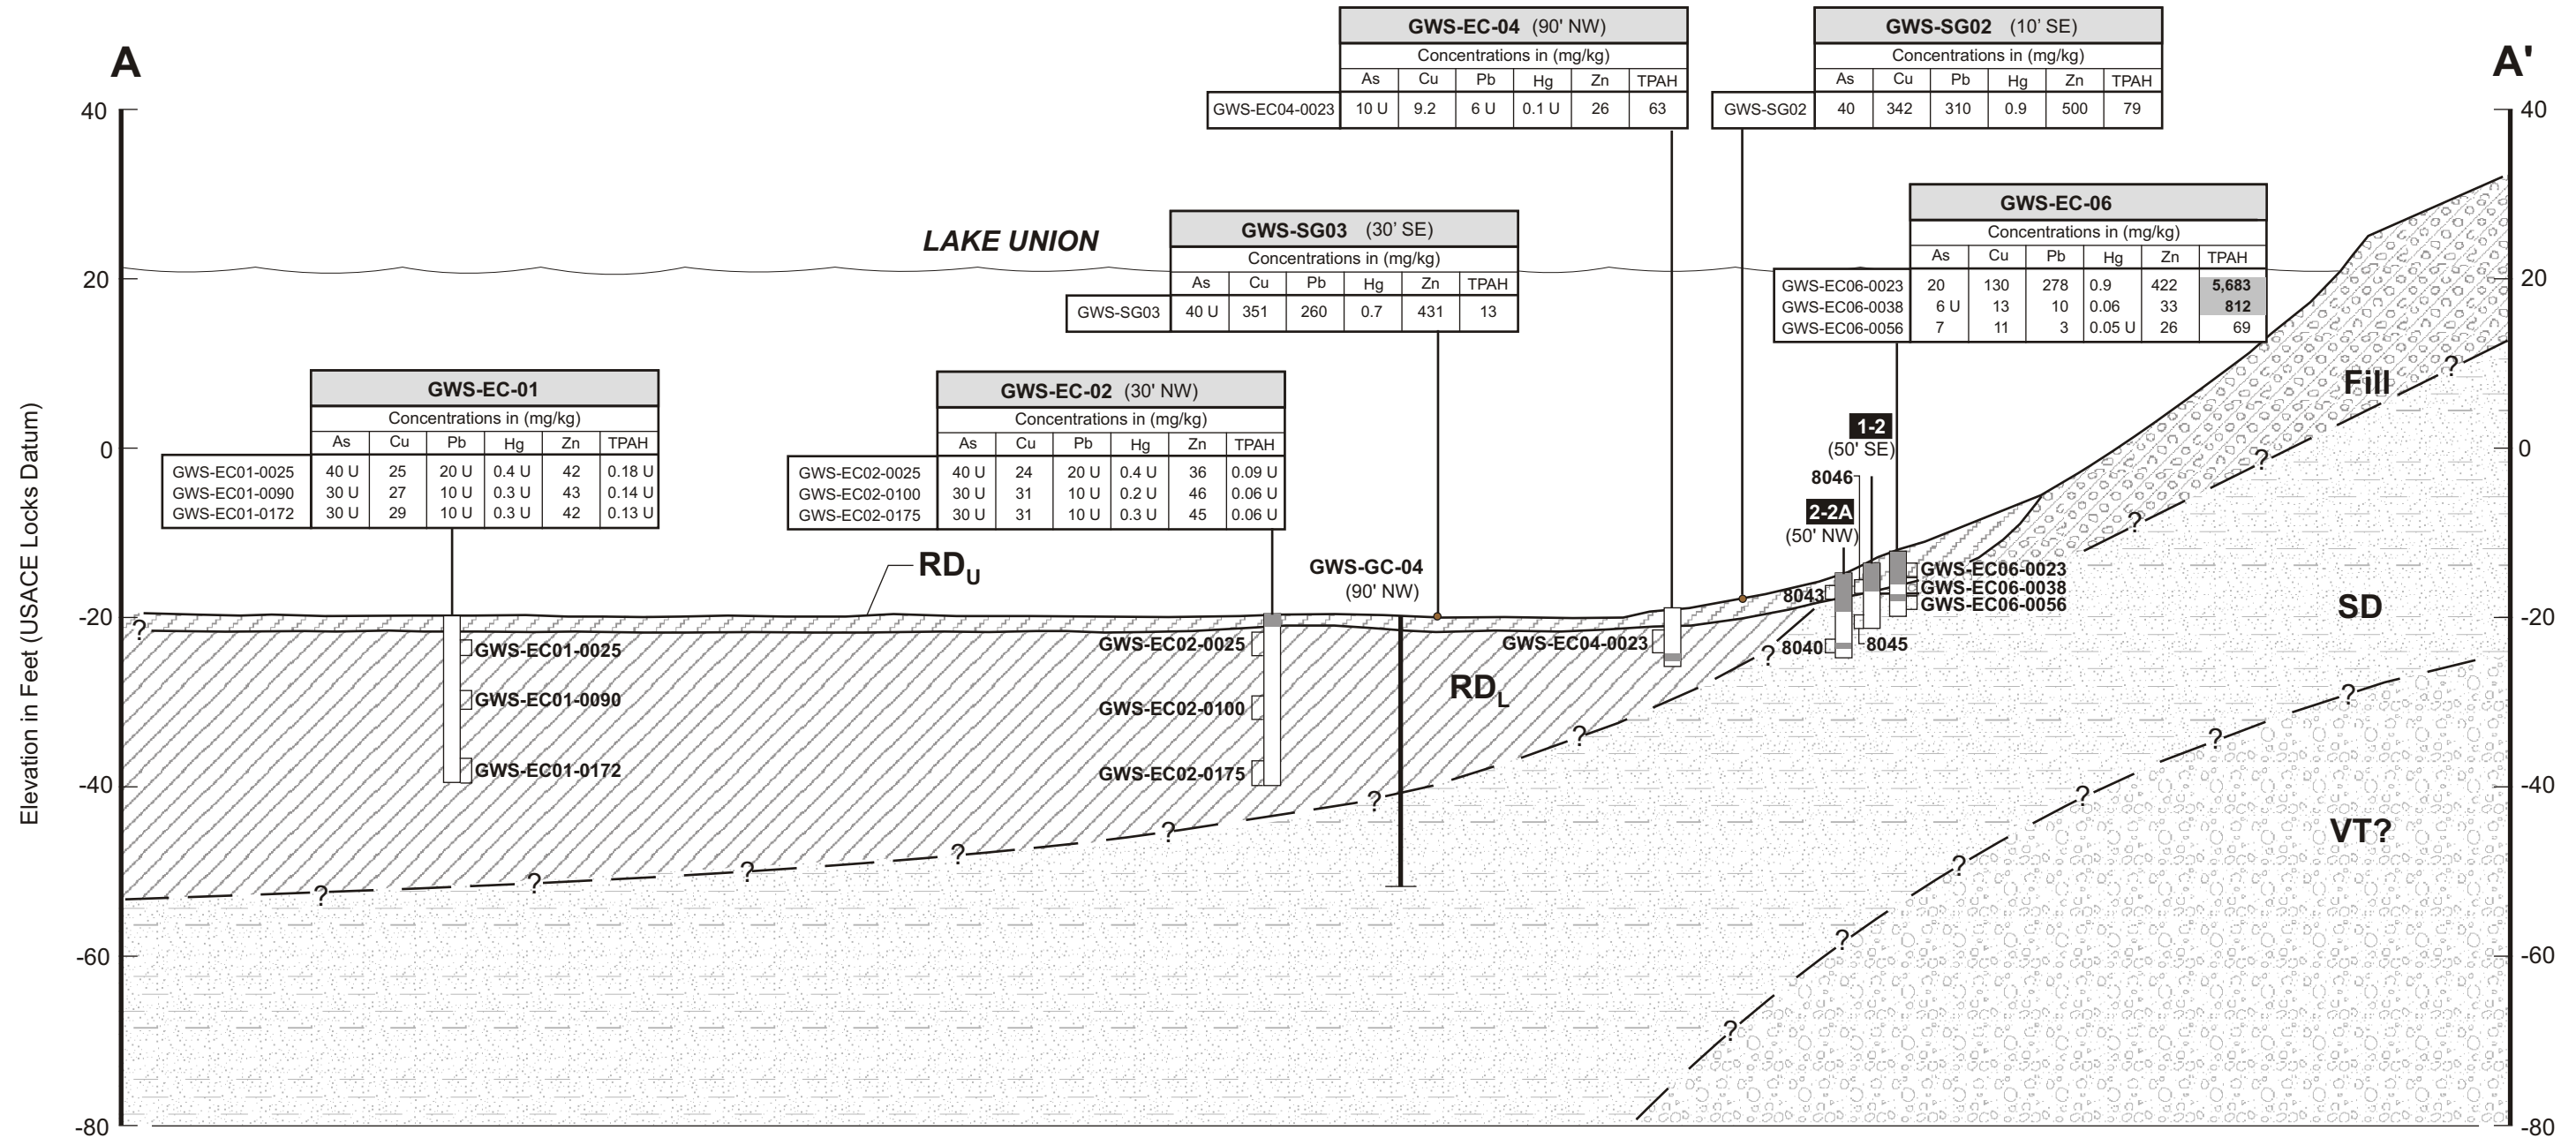 A
A'
GWS-EC-04 (90' NW)
Concentrations in (mg/kg)
As Cu Pb Hg Zn TPAH
GWS-EC04-0023 10 U 9.2 6 U 0.1 U 26 63
GWS-SG02 (10' SE)
Concentrations in (mg/kg)
As Cu Pb Hg Zn TPAH
GWS-SG02 40 342 310 0.9 500 79
40
40
GWS-EC-06
Concentrations in (mg/kg)
As Cu Pb Hg Zn TPAH
GWS-EC06-0023 20 130 278 0.9 422 5,683
GWS-EC06-0038 6 U 13 10 0.06 33 812
GWS-EC06-0056 7 11 3 0.05 U 26 69
LAKE UNION
GWS-SG03 (30' SE)
Concentrations in (mg/kg)
As Cu Pb Hg Zn TPAH
GWS-SG03 40 U 351 260 0.7 431 13
20
20
GWS-EC-01
Concentrations in (mg/kg)
As Cu Pb Hg Zn TPAH
GWS-EC01-0025 40 U 25 20 U 0.4 U 42 0.18 U
GWS-EC01-0090 30 U 27 10 U 0.3 U 43 0.14 U
GWS-EC01-0172 30 U 29 10 U 0.3 U 42 0.13 U
GWS-EC-02 (30' NW)
Concentrations in (mg/kg)
As Cu Pb Hg Zn TPAH
GWS-EC02-0025 40 U 24 20 U 0.4 U 36 0.09 U
GWS-EC02-0100 30 U 31 10 U 0.2 U 46 0.06 U
GWS-EC02-0175 30 U 31 10 U 0.3 U 45 0.06 U
Elevation in Feet (USACE Locks Datum)
0
0
Fill
?
?
?
1-2
(50' SE)
8046
2-2A
(50' NW)
RDU
GWS-GC-04
(90' NW)
8043
GWS-EC06-0023
GWS-EC06-0038
GWS-EC06-0056
SD
-20
-20
?
GWS-EC01-0025
GWS-EC01-0090
GWS-EC01-0172
GWS-EC02-0025
GWS-EC02-0100
GWS-EC02-0175
GWS-EC04-0023
8040
8045
RDL
?
?
?
?
?
?
?
?
?
-40
-40
VT?
?
?
?
?
?
?
-60
-60
-80
-80